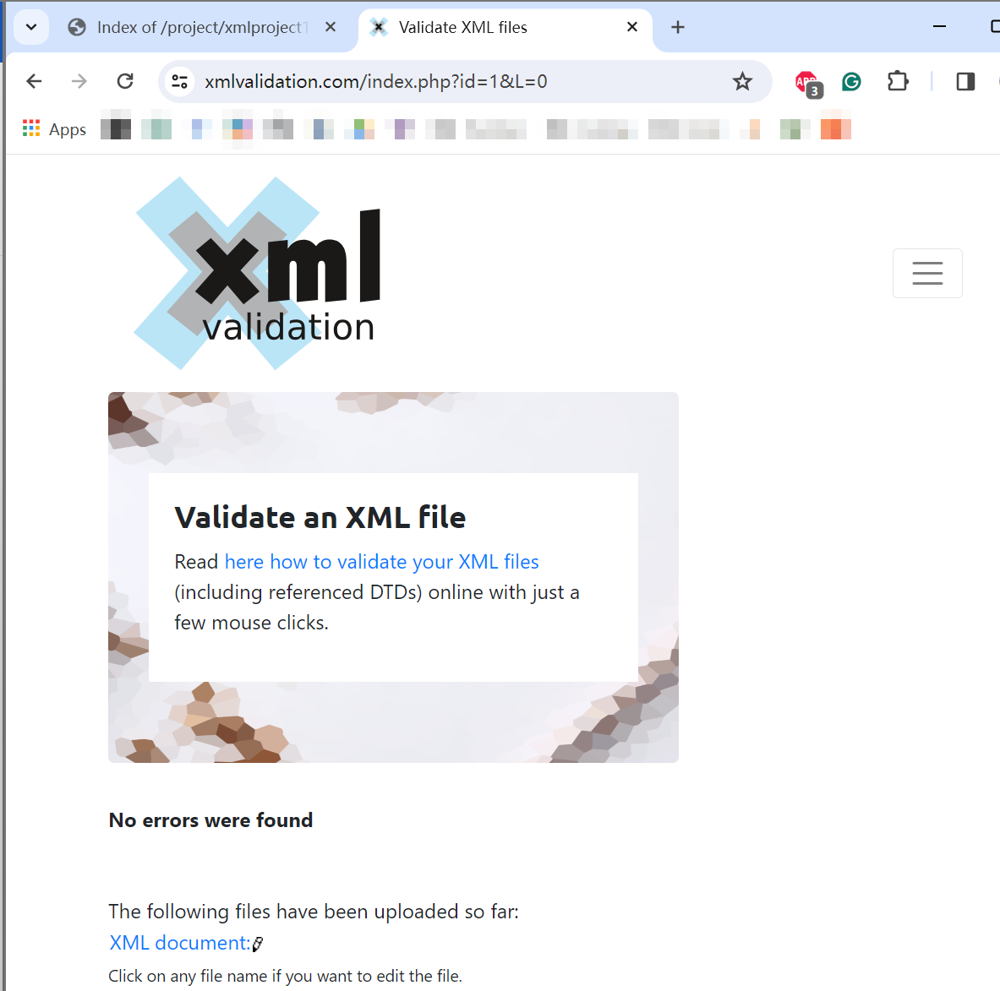 Index of /project/xmlproject1
Validate XML files
xmlvalidation.com/index.php?id=1&L=0
ABP
3
Apps
xml
validation
Validate an XML file
Read here how to validate your XML files
(including referenced DTDs) online with just a
few mouse clicks.
No errors were found
The following files have been uploaded so far:
XML document:
Click on any file name if you want to edit the file.